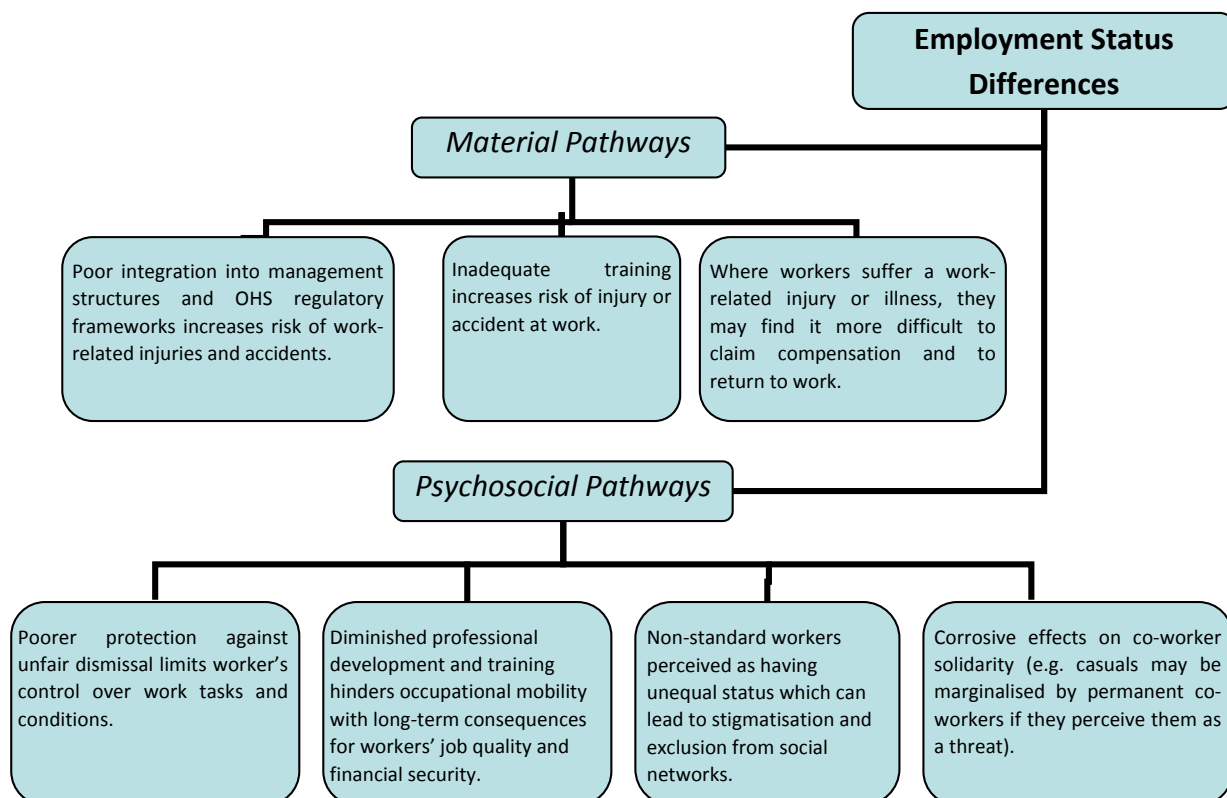 Employment Status
Differences
Material Pathways
Poor integration into management
structures and OHS regulatory
frameworks increases risk of work-
related injuries and accidents.
Inadequate training
increases risk of injury or
accident at work.
Where workers suffer a work-
related injury or illness, they
may find it more difficult to
claim compensation and to
return to work.
Psychosocial Pathways
Poorer protection against
unfair dismissal limits worker's
control over work tasks and
conditions.
Diminished professional
development and training
hinders occupational mobility
with long-term consequences
for workers' job quality and
financial security.
Non-standard workers
perceived as having
unequal status which can
lead to stigmatisation and
exclusion from social
networks.
Corrosive effects on co-worker
solidarity (e.g. casuals may be
marginalised by permanent co-
workers if they perceive them as
a threat).